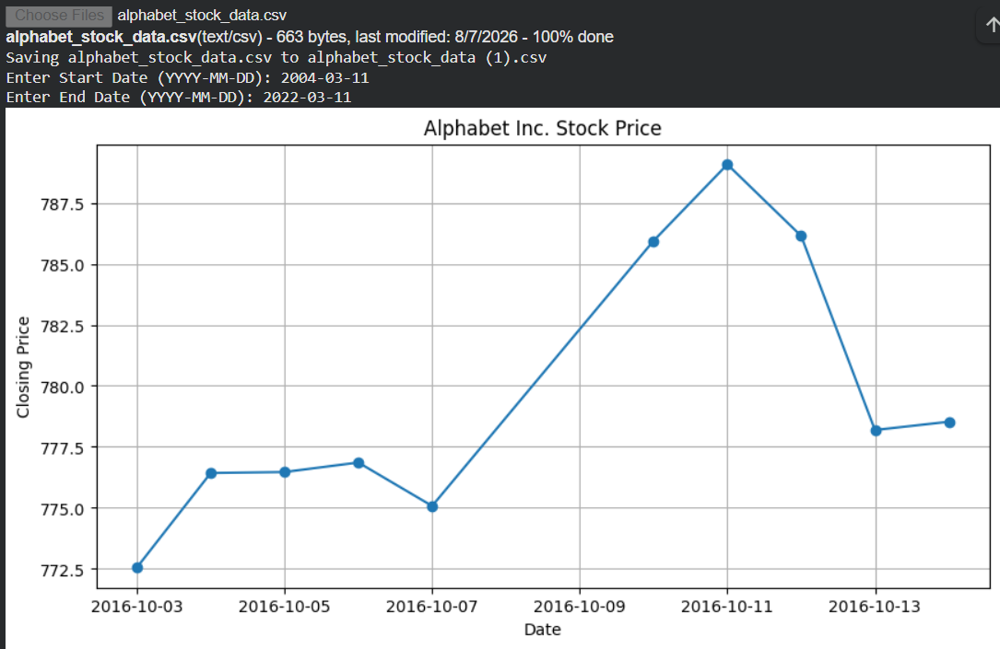 Choose Files alphabet_stock_data.csv
alphabet_stock_data.csv(text/csv) - 663 bytes, last modified: 8/7/2026 - 100% done
Saving alphabet_stock_data.csv to alphabet_stock_data (1).csv
Enter Start Date (YYYY-MM-DD): 2004-03-11
Enter End Date (YYYY-MM-DD): 2022-03-11
Alphabet Inc. Stock Price
Closing Price
787.5
785.0
782.5
780.0
777.5
775.0
772.5
2016-10-03 2016-10-05 2016-10-07 2016-10-09 2016-10-11 2016-10-13
Date